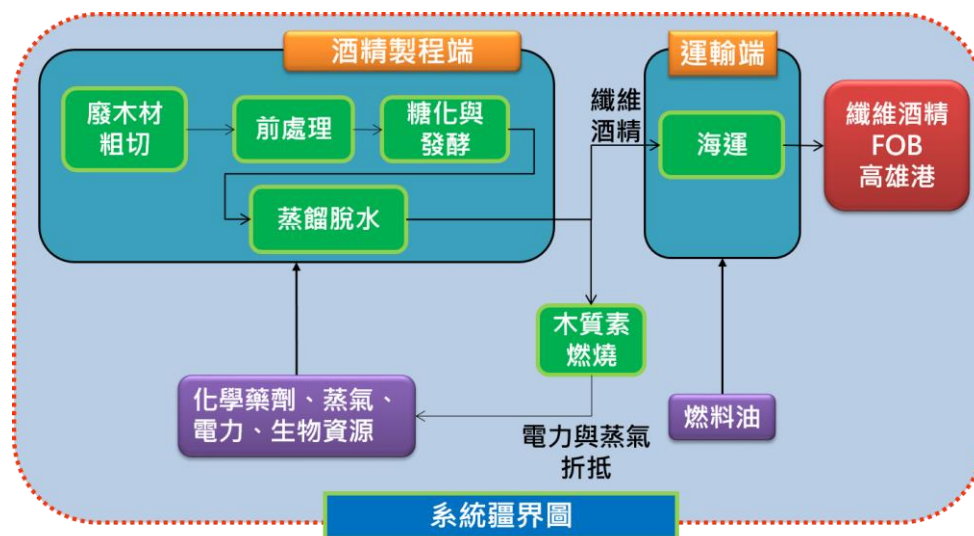 酒精製程端
廢木材
粗切
前處理
糖化與
發酵
蒸餾脫水
纖維
酒精
運輸端
海運
纖維酒精
FOB
高雄港
木質素
燃燒
化學藥劑、蒸氣、
電力、生物資源
電力與蒸氣
折抵
燃料油
系統疆界圖